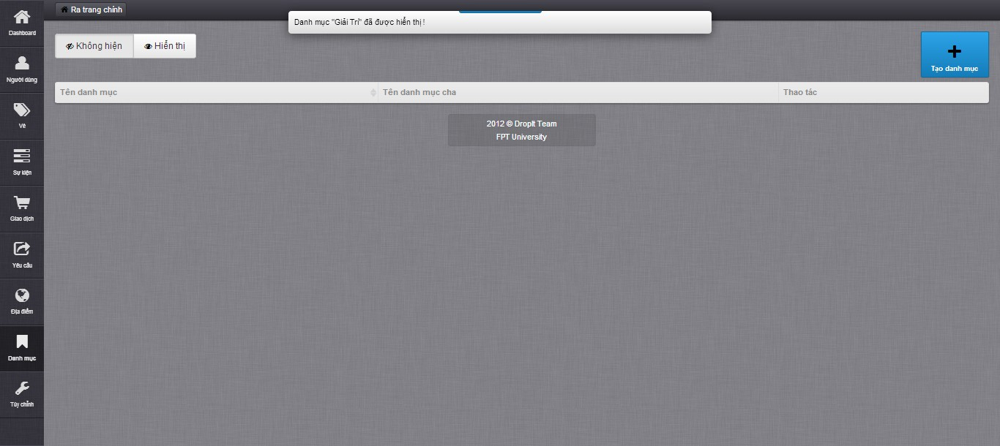 Ra trang chính
Danh mục "Giải Trí" đã được hiển thị !
Dashboard
Người dùng
Vé
Sự kiện
Giao dịch
Yêu cầu
Địa điểm
Danh mục
Tùy chỉnh
Không hiện
Hiển thị
Tạo danh mục
Tên danh mục
Tên danh mục cha
Thao tác
2012 © DropIt Team
FPT University